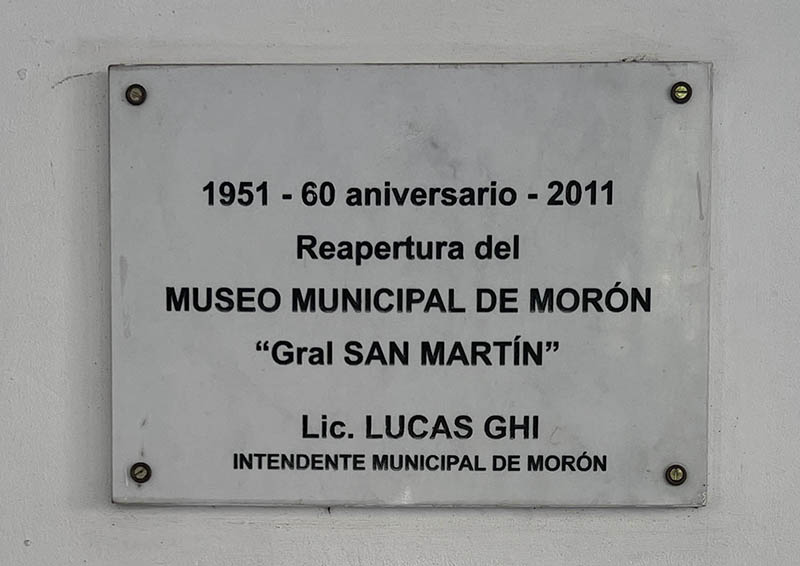 1951 - 60 aniversario - 2011
Reapertura del
MUSEO MUNICIPAL DE MORÓN
“Gral SAN MARTÍN”
Lic. LUCAS GHI
INTENDENTE MUNICIPAL DE MORÓN